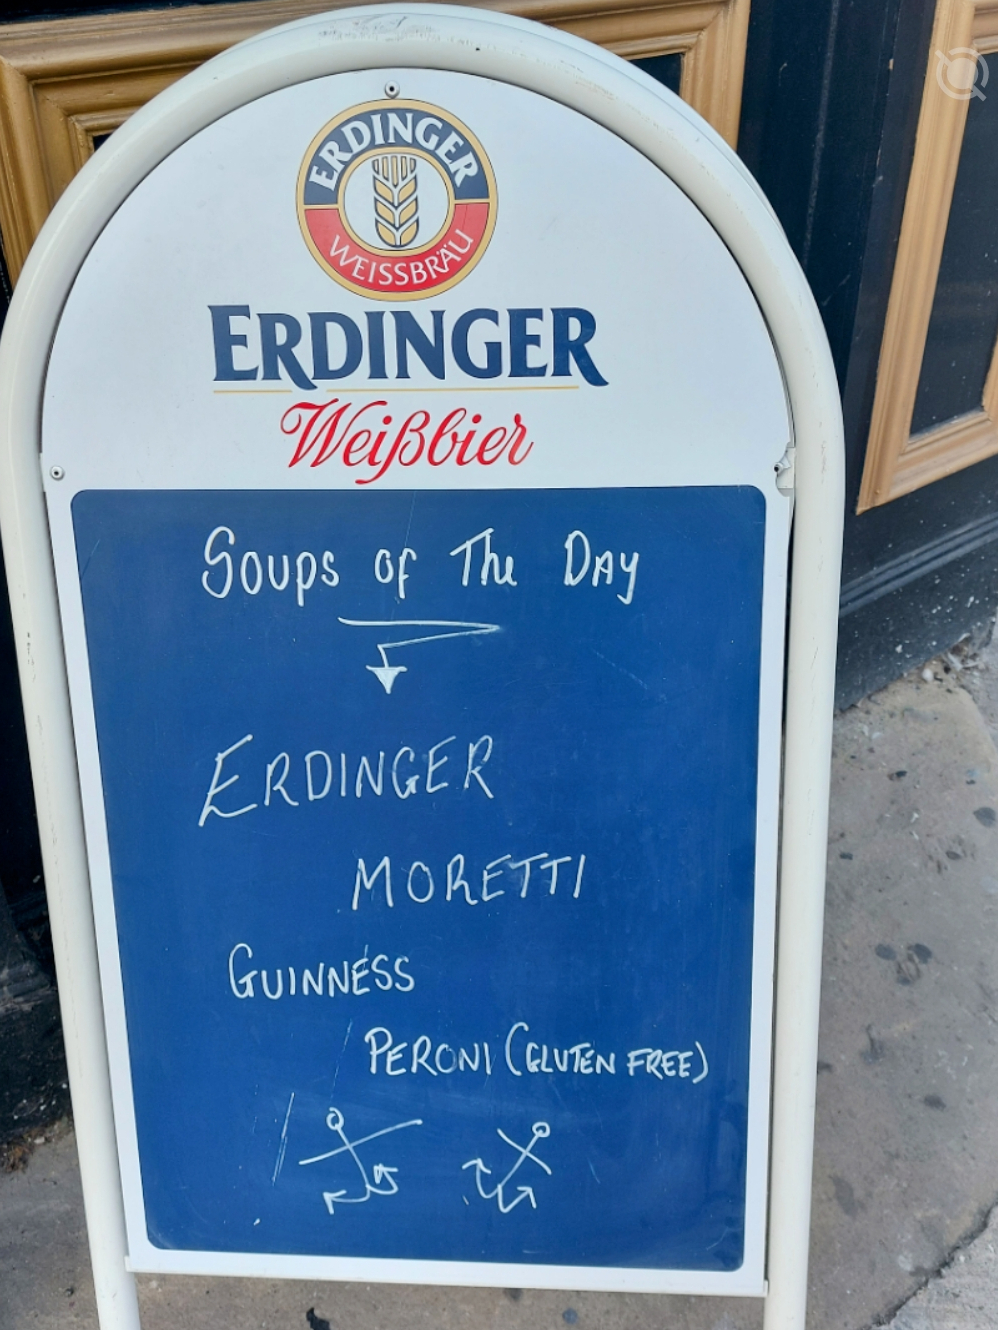 ERDINGER
WEISSBRÄU
ERDINGER
Weißbier
Soups of The Day
ERDINGER
MORETTI
GUINNESS
PERONI (GLUTEN FREE)